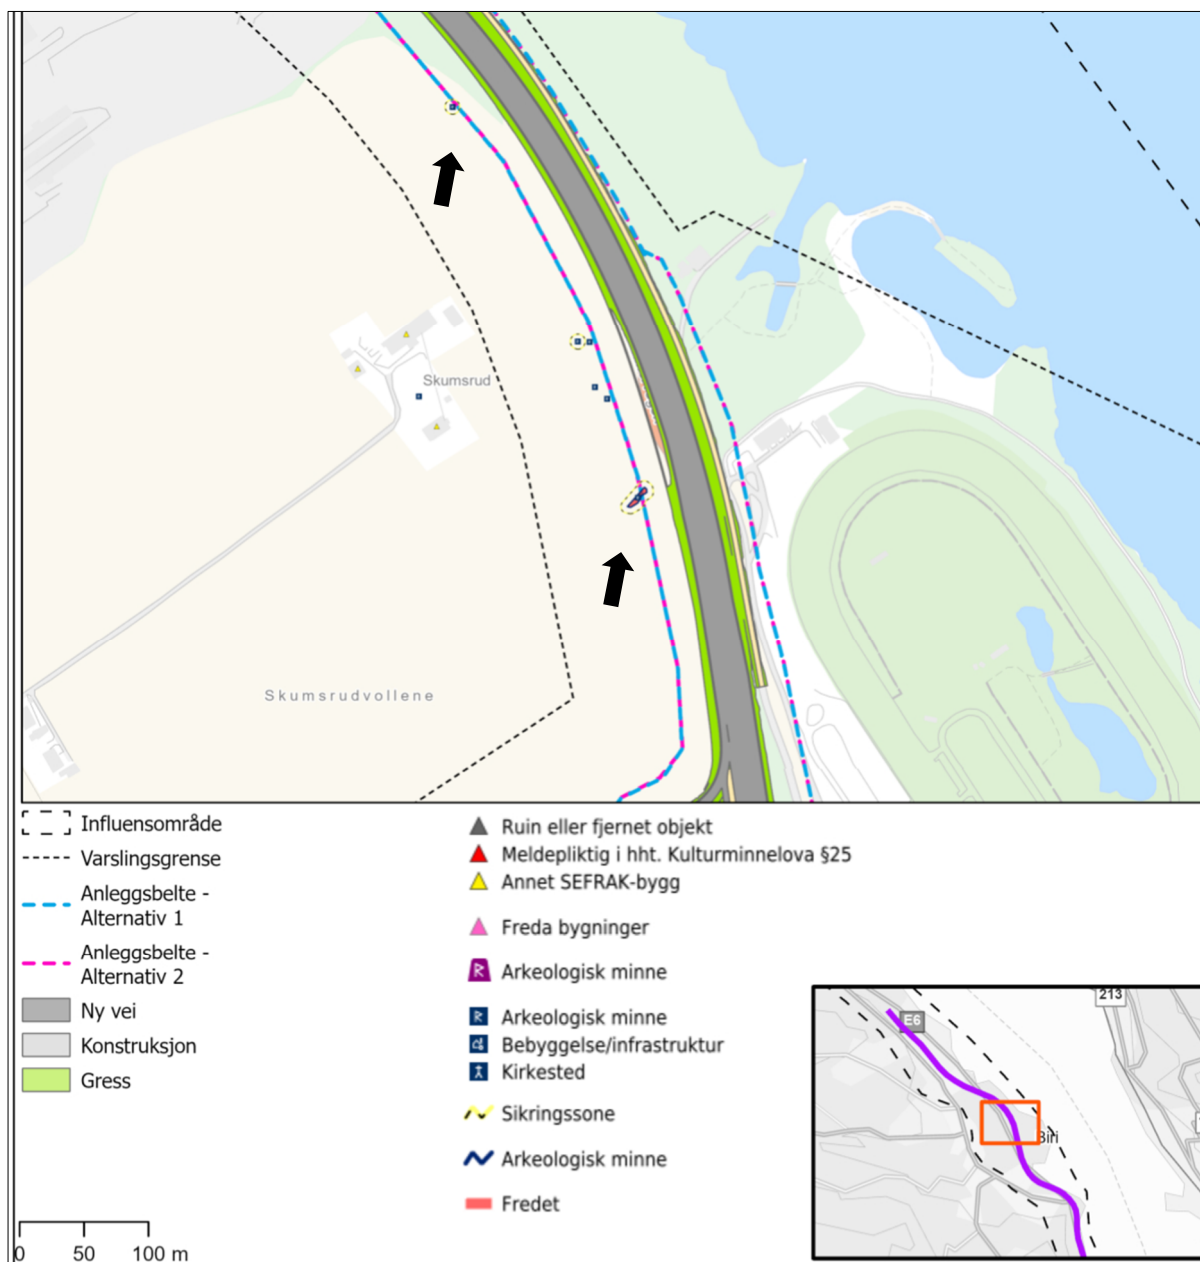 Skumsrud
Skumsrudvollene
Influensområde
Varslingsgrense
Anleggsbelte -
Alternativ 1
Anleggsbelte -
Alternativ 2
Ny vei
Konstruksjon
Gress
0 50 100 m
Ruin eller fjernet objekt
Meldepliktig i hht. Kulturminnelova §25
Annet SEFRAK-bygg
Freda bygninger
R Arkeologisk minne
R Arkeologisk minne
Bebyggelse/infrastruktur
Kirkested
Sikringssone
Arkeologisk minne
Fredet
213
E6
Biri